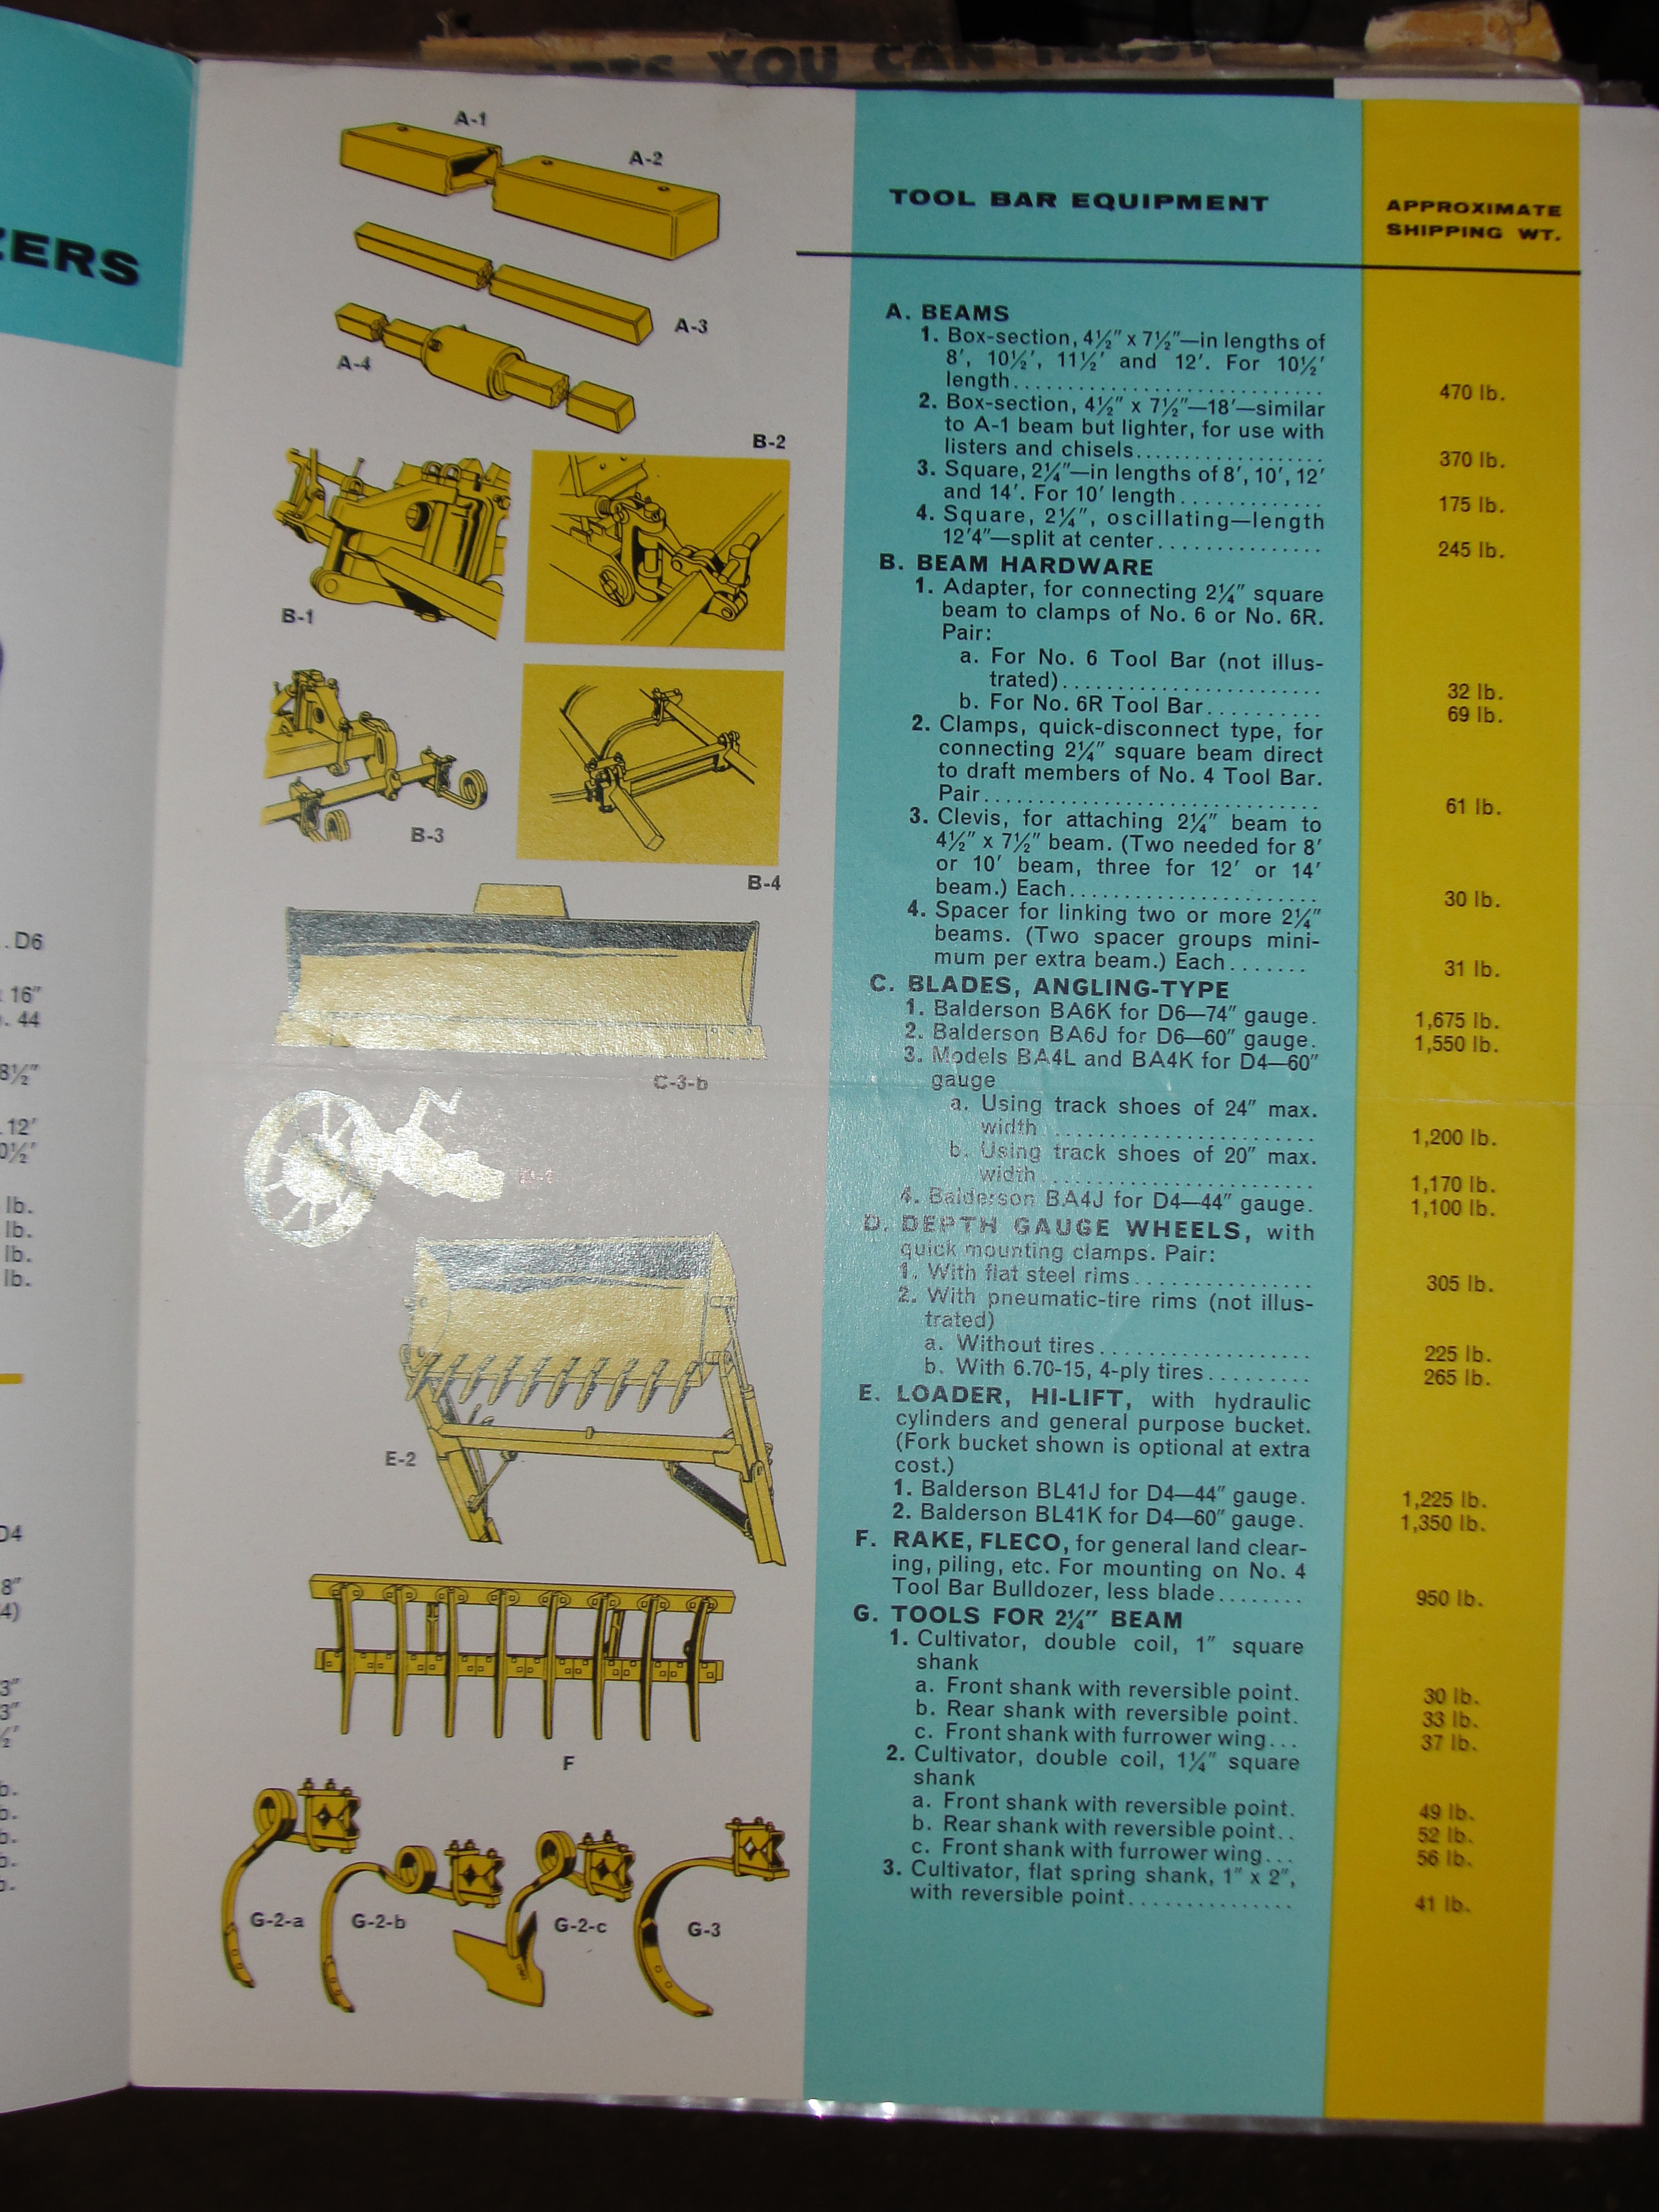 YOU CAN
ZERS
..D6
16″
. 44
8½″
.12′
0½′
lb.
lb.
lb.
lb.
D4
8″
4)
3″
3″
½′
b.
b.
b.
b.
b.
A-1
A-2
A-3
A-4
B-2
B-1
B-3
B-4
C-3-b
D-1
E-2
F
G-2-a
G-2-b
G-2-c
G-3
TOOL BAR EQUIPMENT
APPROXIMATE
SHIPPING WT.
A. BEAMS
1. Box-section, 4½″ x 7½″—in lengths of
8′, 10½′, 11½′ and 12′. For 10½′
length............................ 470 lb.
2. Box-section, 4½″ x 7½″—18′—similar
to A-1 beam but lighter, for use with
listers and chisels................. 370 lb.
3. Square, 2¼″—in lengths of 8′, 10′, 12′
and 14′. For 10′ length............. 175 lb.
4. Square, 2¼″, oscillating—length
12′4″—split at center............... 245 lb.
B. BEAM HARDWARE
1. Adapter, for connecting 2¼″ square
beam to clamps of No. 6 or No. 6R.
Pair:
a. For No. 6 Tool Bar (not illus-
trated)........................ 32 lb.
b. For No. 6R Tool Bar........... 69 lb.
2. Clamps, quick-disconnect type, for
connecting 2¼″ square beam direct
to draft members of No. 4 Tool Bar.
Pair............................... 61 lb.
3. Clevis, for attaching 2¼″ beam to
4½″ x 7½″ beam. (Two needed for 8′
or 10′ beam, three for 12′ or 14′
beam.) Each....................... 30 lb.
4. Spacer for linking two or more 2¼″
beams. (Two spacer groups mini-
mum per extra beam.) Each....... 31 lb.
C. BLADES, ANGLING-TYPE
1. Balderson BA6K for D6—74″ gauge. 1,675 lb.
2. Balderson BA6J for D6—60″ gauge. 1,550 lb.
3. Models BA4L and BA4K for D4—60″
gauge
a. Using track shoes of 24″ max.
width ........................ 1,200 lb.
b. Using track shoes of 20″ max.
width ........................ 1,170 lb.
4. Balderson BA4J for D4—44″ gauge. 1,100 lb.
D. DEPTH GAUGE WHEELS, with
quick mounting clamps. Pair:
1. With flat steel rims................ 305 lb.
2. With pneumatic-tire rims (not illus-
trated)
a. Without tires................... 225 lb.
b. With 6.70-15, 4-ply tires......... 265 lb.
E. LOADER, HI-LIFT, with hydraulic
cylinders and general purpose bucket.
(Fork bucket shown is optional at extra
cost.)
1. Balderson BL41J for D4—44″ gauge. 1,225 lb.
2. Balderson BL41K for D4—60″ gauge. 1,350 lb.
F. RAKE, FLECO, for general land clear-
ing, piling, etc. For mounting on No. 4
Tool Bar Bulldozer, less blade........ 950 lb.
G. TOOLS FOR 2¼″ BEAM
1. Cultivator, double coil, 1″ square
shank
a. Front shank with reversible point. 30 lb.
b. Rear shank with reversible point. 33 lb.
c. Front shank with furrower wing... 37 lb.
2. Cultivator, double coil, 1¼″ square
shank
a. Front shank with reversible point. 49 lb.
b. Rear shank with reversible point.. 52 lb.
c. Front shank with furrower wing... 56 lb.
3. Cultivator, flat spring shank, 1″ x 2″,
with reversible point............... 41 lb.